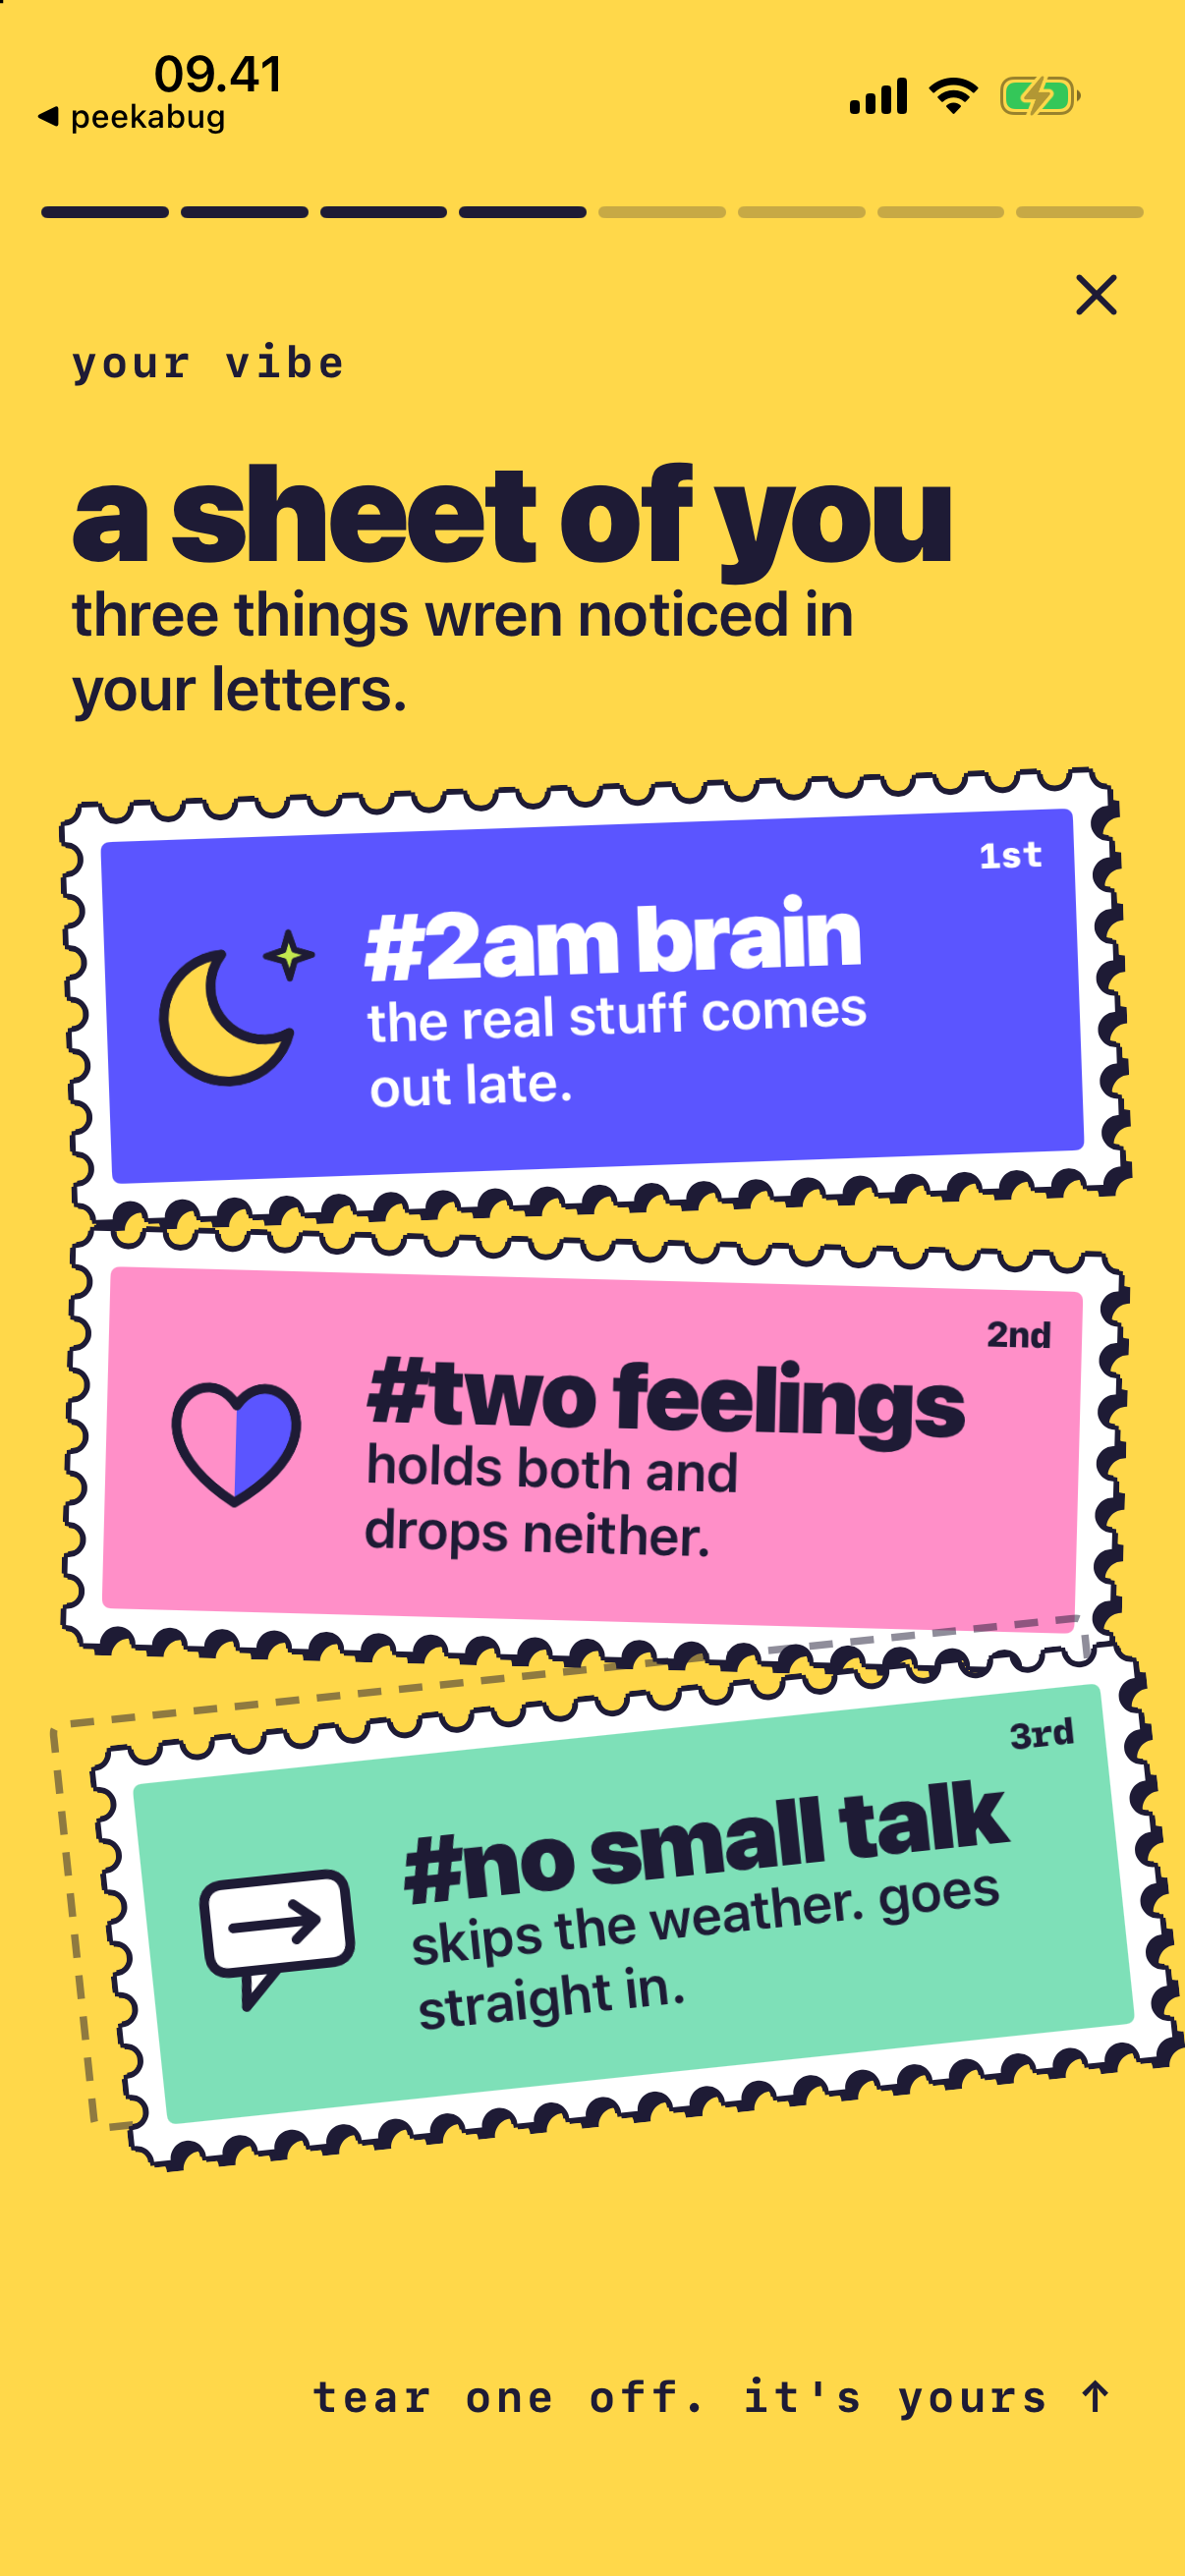 09.41
◀ peekabug
your vibe
a sheet of you
three things wren noticed in
your letters.
1st
#2am brain
the real stuff comes
out late.
2nd
#two feelings
holds both and
drops neither.
3rd
#no small talk
skips the weather. goes
straight in.
tear one off. it's yours ↑